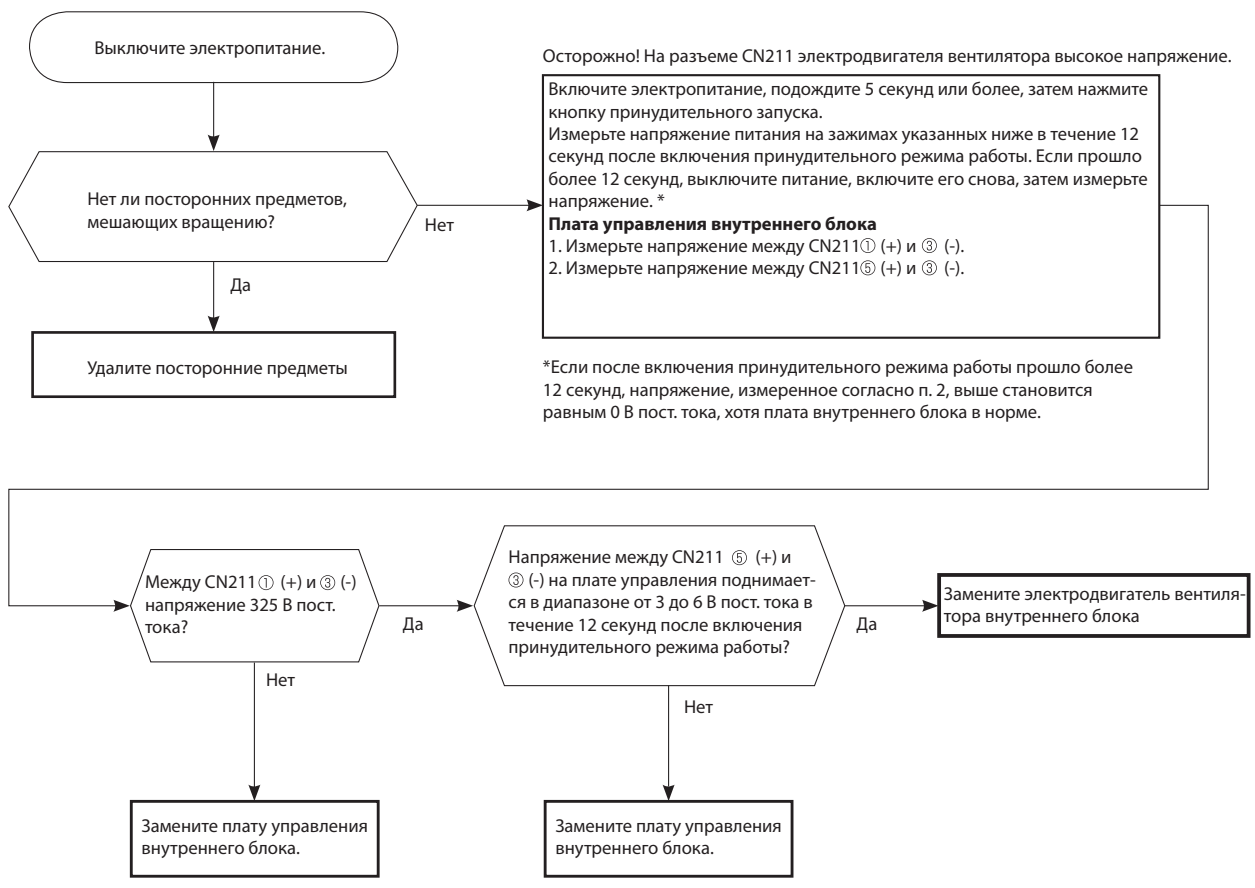 Выключите электропитание.
Нет ли посторонних предметов,
мешающих вращению?
Нет
Да
Удалите посторонние предметы
Осторожно! На разъеме CN211 электродвигателя вентилятора высокое напряжение.
Включите электропитание, подождите 5 секунд или более, затем нажмите
кнопку принудительного запуска.
Измерьте напряжение питания на зажимах указанных ниже в течение 12
секунд после включения принудительного режима работы. Если прошло
более 12 секунд, выключите питание, включите его снова, затем измерьте
напряжение. *
Плата управления внутреннего блока
1. Измерьте напряжение между CN211① (+) и ③ (-).
2. Измерьте напряжение между CN211⑤ (+) и ③ (-).
*Если после включения принудительного режима работы прошло более
12 секунд, напряжение, измеренное согласно п. 2, выше становится
равным 0 В пост. тока, хотя плата внутреннего блока в норме.
Между CN211① (+) и ③ (-)
напряжение 325 В пост.
тока?
Да
Нет
Замените плату управления
внутреннего блока.
Напряжение между CN211 ⑤ (+) и
③ (-) на плате управления поднимает-
ся в диапазоне от 3 до 6 В пост. тока в
течение 12 секунд после включения
принудительного режима работы?
Да
Нет
Замените плату управления
внутреннего блока.
Замените электродвигатель вентиля-
тора внутреннего блока